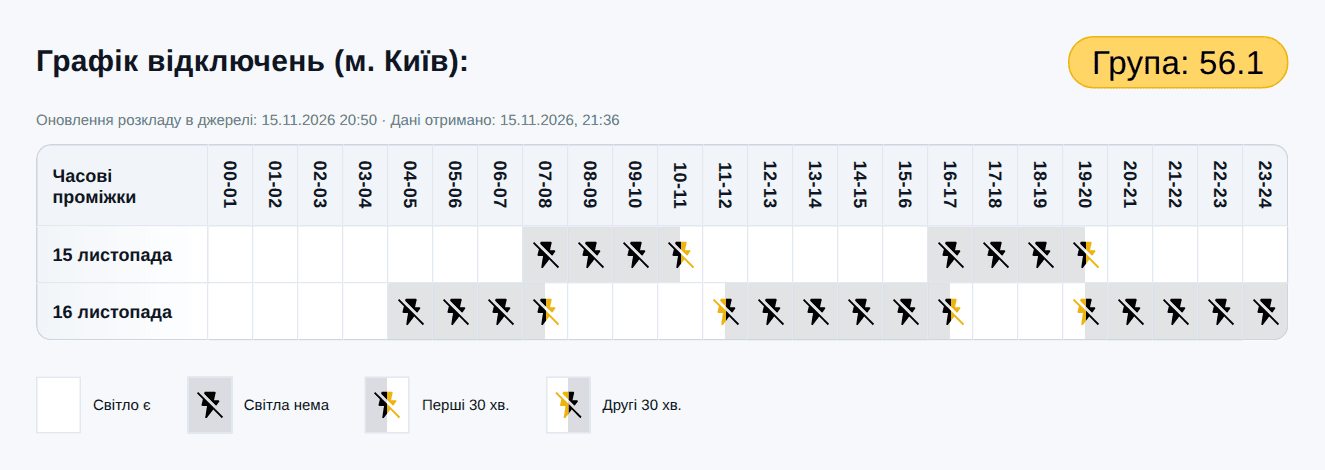 Графік відключень (м. Київ):
Група: 56.1
Оновлення розкладу в джерелі: 15.11.2026 20:50 · Дані отримано: 15.11.2026, 21:36
Часові
проміжки
00-01
01-02
02-03
03-04
04-05
05-06
06-07
07-08
08-09
09-10
10-11
11-12
12-13
13-14
14-15
15-16
16-17
17-18
18-19
19-20
20-21
21-22
22-23
23-24
15 листопада
16 листопада
Світло є
Світла нема
Перші 30 хв.
Другі 30 хв.